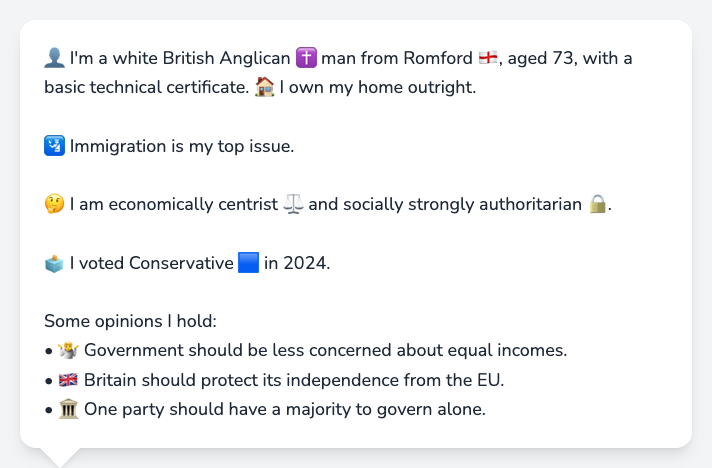 👤 I'm a white British Anglican ✝️ man from Romford 🏴󠁧󠁢󠁥󠁮󠁧󠁿, aged 73, with a
basic technical certificate. 🏠 I own my home outright.
🛂 Immigration is my top issue.
🤔 I am economically centrist ⚖️ and socially strongly authoritarian 🔒.
🗳️ I voted Conservative 🟦 in 2024.
Some opinions I hold:
• 🤷 Government should be less concerned about equal incomes.
• 🇬🇧 Britain should protect its independence from the EU.
• 🏛️ One party should have a majority to govern alone.